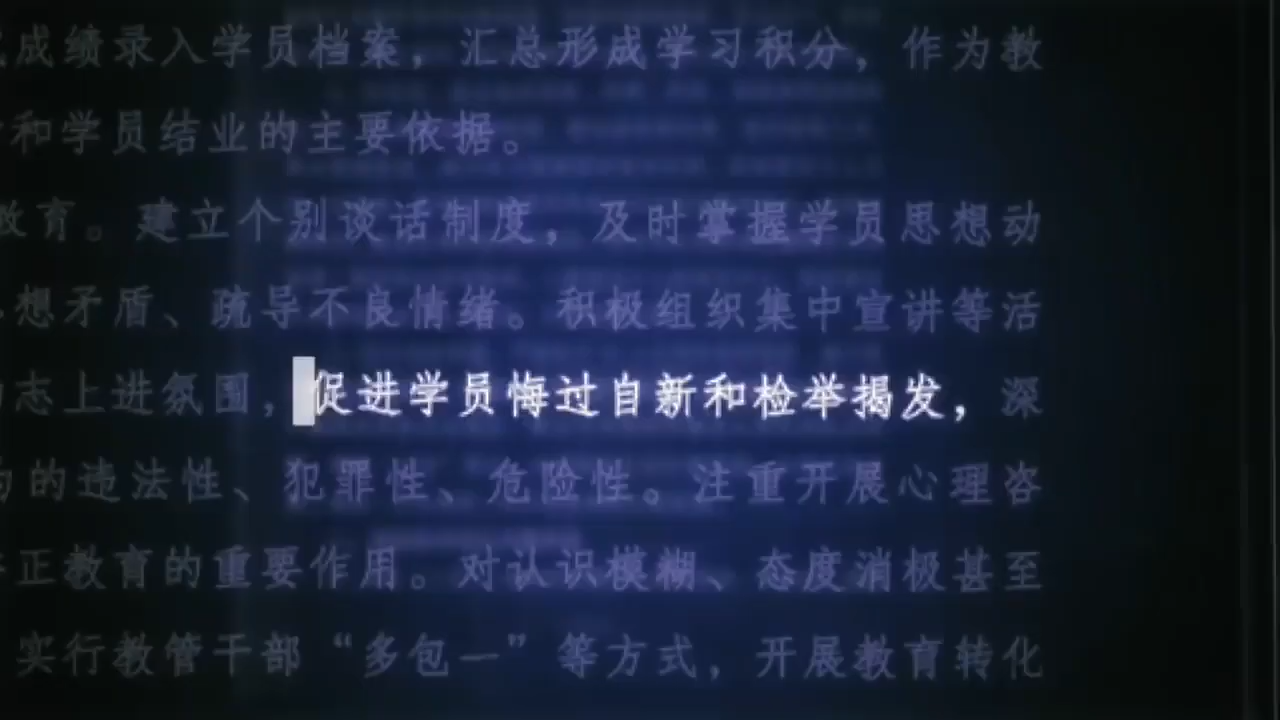 成绩录入学员档案，汇总形成学习积分，作为教
和学员结业的主要依据。
教育。建立个别谈话制度，及时掌握学员思想动
想矛盾、疏导不良情绪。积极组织集中宣讲等活
志上进氛围，促进学员悔过自新和检举揭发，深
的违法性、犯罪性、危险性。注重开展心理咨
正教育的重要作用。对认识模糊、态度消极甚至
实行教管干部“多包一”等方式，开展教育转化